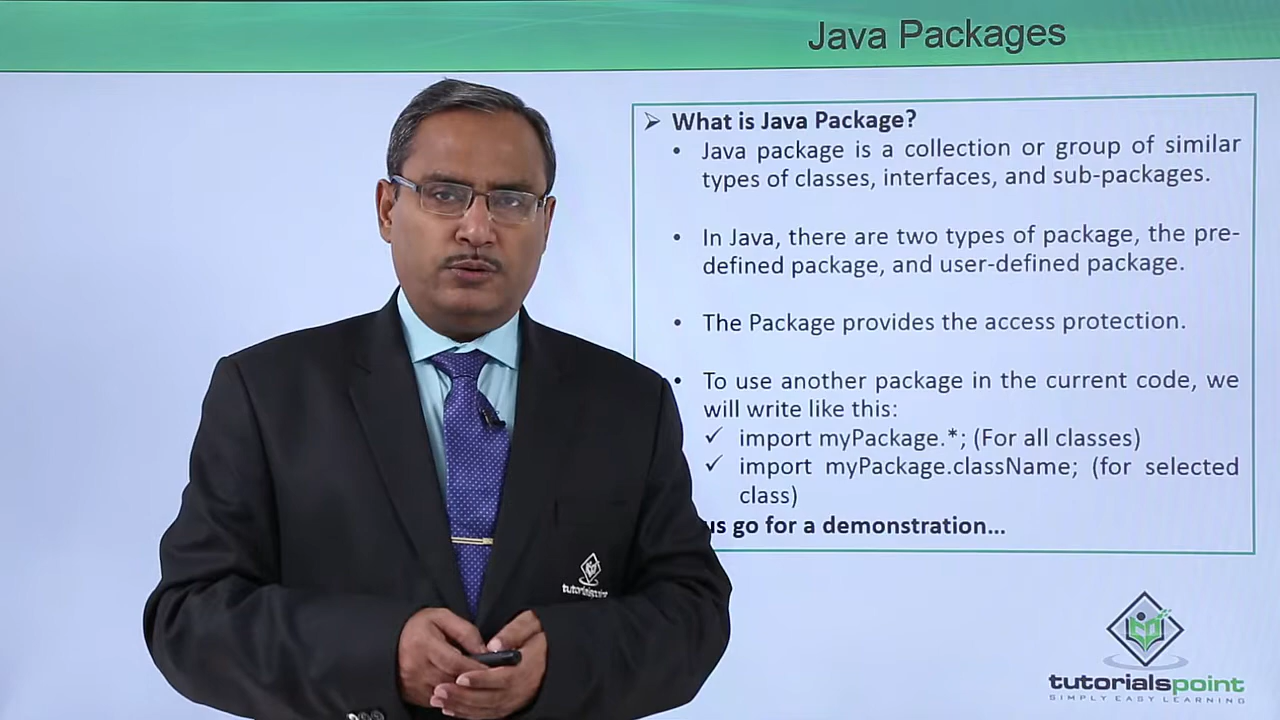 Java Packages
➢ What is Java Package?
• Java package is a collection or group of similar
types of classes, interfaces, and sub-packages.
• In Java, there are two types of package, the pre-
defined package, and user-defined package.
• The Package provides the access protection.
• To use another package in the current code, we
will write like this:
✓ import myPackage.*; (For all classes)
✓ import myPackage.className; (for selected
class)
us go for a demonstration...
tutorialspoint
tutorialspoint
SIMPLY EASY LEARNING